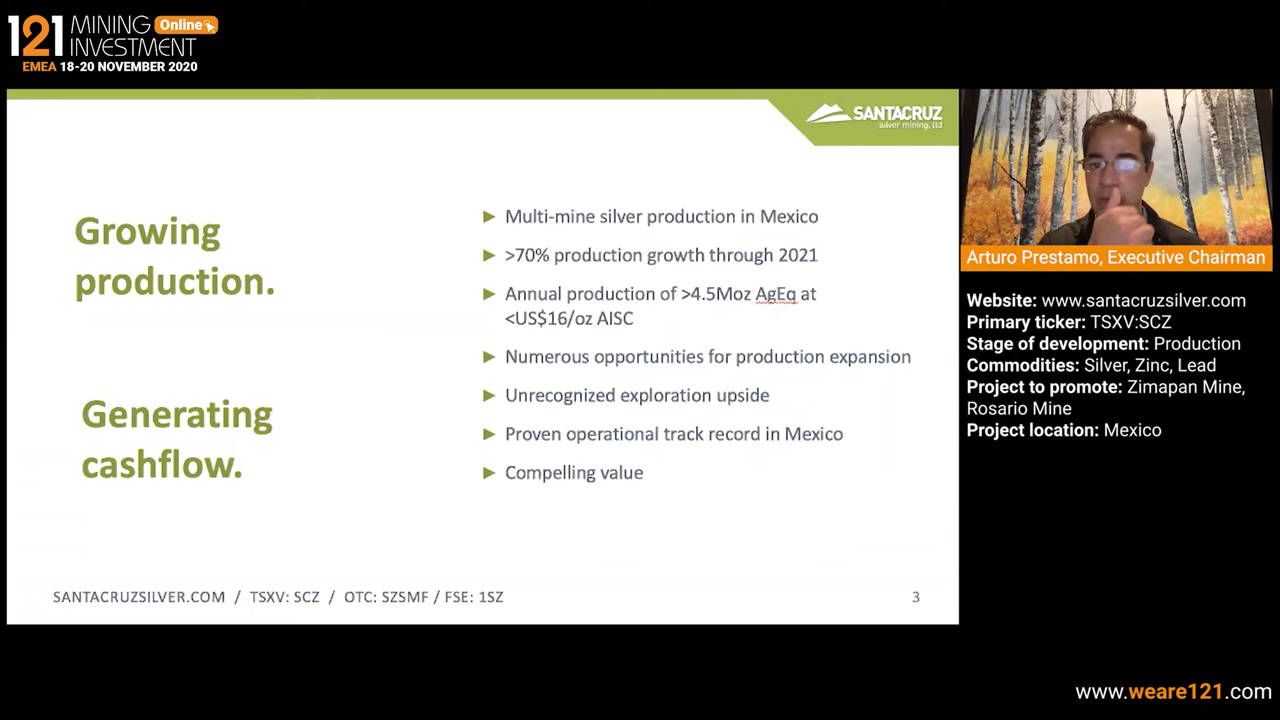 121 MINING Online
INVESTMENT
EMEA 18-20 NOVEMBER 2020
SANTACRUZ
silver mining, ltd
Growing
production.
Generating
cashflow.
Multi-mine silver production in Mexico
>70% production growth through 2021
Annual production of >4.5Moz AgEq at
<US$16/oz AISC
Numerous opportunities for production expansion
Unrecognized exploration upside
Proven operational track record in Mexico
Compelling value
SANTACRUZSILVER.COM / TSXV: SCZ / OTC: SZSMF / FSE: 1SZ
3
Arturo Prestamo, Executive Chairman
Website: www.santacruzsilver.com
Primary ticker: TSXV:SCZ
Stage of development: Production
Commodities: Silver, Zinc, Lead
Project to promote: Zimapan Mine,
Rosario Mine
Project location: Mexico
www.weare121.com